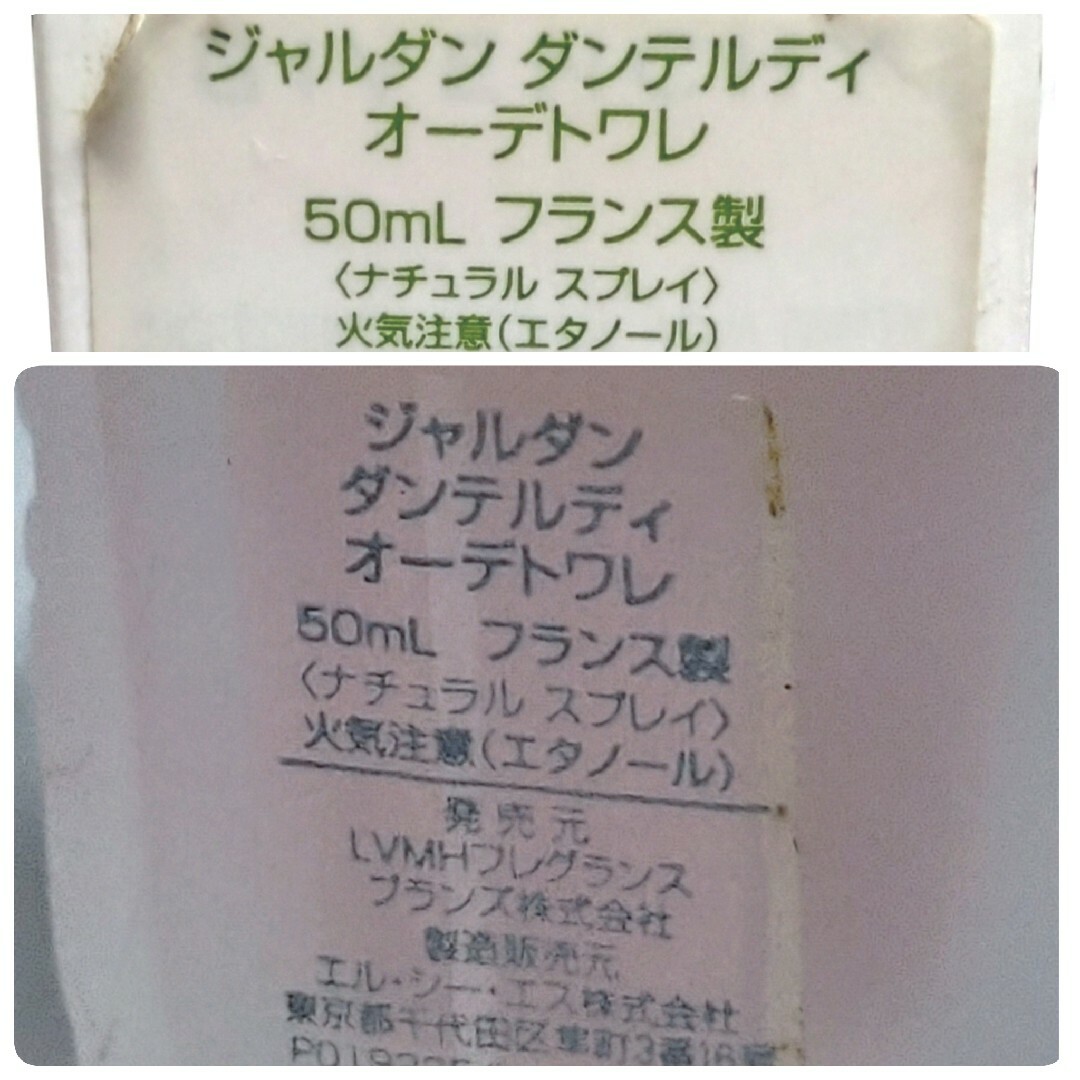 ジャルダン ダンテルディ
オーデトワレ
50mL フランス製
〈ナチュラル スプレイ〉
火気注意(エタノール)
ジャルダン
ダンテルディ
オーデトワレ
50mL フランス製
〈ナチュラル スプレイ〉
火気注意(エタノール)
発売元
LVMHフレグランス
ブランズ株式会社
製造販売元
エル・シー・エス株式会社
東京都千代田区